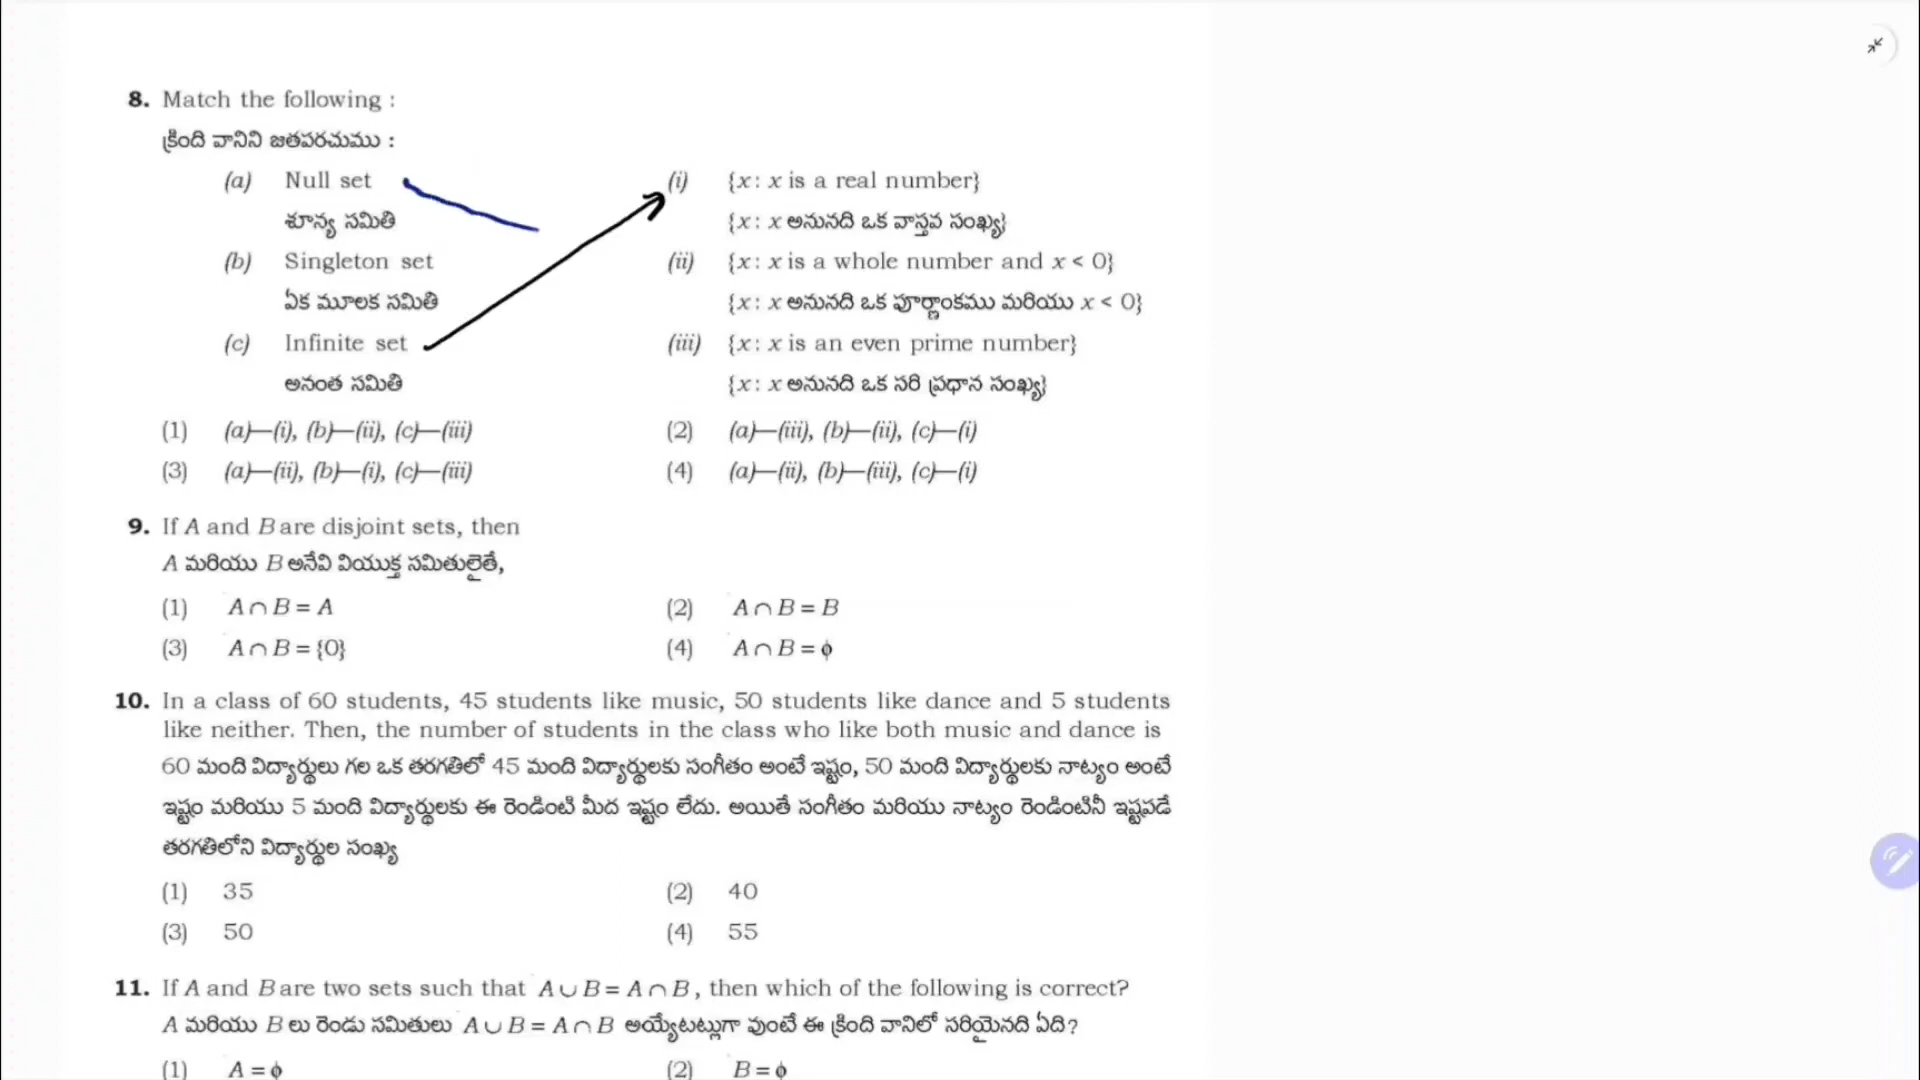 8. Match the following :
క్రింది వానిని జతపరచుము :
(a) Null set (i) {x : x is a real number}
శూన్య సమితి {x : x అనునది ఒక వాస్తవ సంఖ్య}
(b) Singleton set (ii) {x : x is a whole number and x < 0}
ఏక మూలక సమితి {x : x అనునది ఒక పూర్ణాంకము మరియు x < 0}
(c) Infinite set (iii) {x : x is an even prime number}
అనంత సమితి {x : x అనునది ఒక సరి ప్రధాన సంఖ్య}
(1) (a)—(i), (b)—(ii), (c)—(iii) (2) (a)—(iii), (b)—(ii), (c)—(i)
(3) (a)—(ii), (b)—(i), (c)—(iii) (4) (a)—(ii), (b)—(iii), (c)—(i)
9. If A and B are disjoint sets, then
A మరియు B అనేవి వియుక్త సమితులైతే,
(1) A ∩ B = A (2) A ∩ B = B
(3) A ∩ B = {0} (4) A ∩ B = ϕ
10. In a class of 60 students, 45 students like music, 50 students like dance and 5 students
like neither. Then, the number of students in the class who like both music and dance is
60 మంది విద్యార్థులు గల ఒక తరగతిలో 45 మంది విద్యార్థులకు సంగీతం అంటే ఇష్టం, 50 మంది విద్యార్థులకు నాట్యం అంటే
ఇష్టం మరియు 5 మంది విద్యార్థులకు ఈ రెండింటి మీద ఇష్టం లేదు. అయితే సంగీతం మరియు నాట్యం రెండింటినీ ఇష్టపడే
తరగతిలోని విద్యార్థుల సంఖ్య
(1) 35 (2) 40
(3) 50 (4) 55
11. If A and B are two sets such that A ∪ B = A ∩ B, then which of the following is correct?
A మరియు B లు రెండు సమితులు A ∪ B = A ∩ B అయ్యేటట్లుగా వుంటే ఈ క్రింది వానిలో సరియైనది ఏది?
(1) A = ϕ (2) B = ϕ